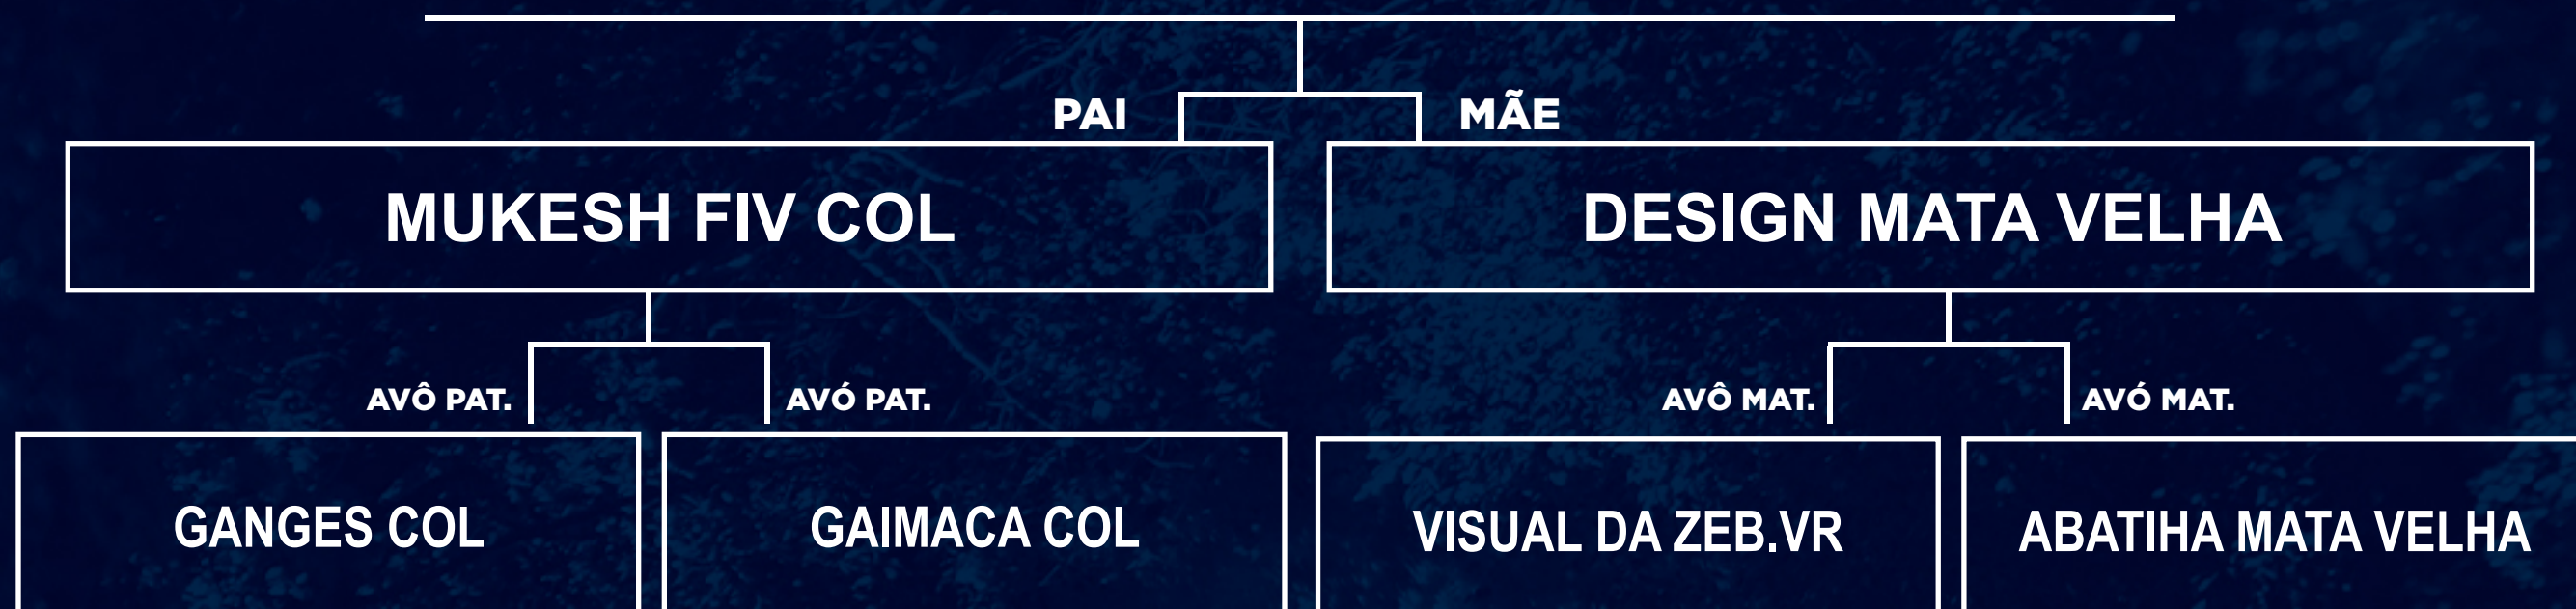 PAI
MÃE
MUKESH FIV COL
DESIGN MATA VELHA
AVÔ PAT.
AVÓ PAT.
AVÔ MAT.
AVÓ MAT.
GANGES COL
GAIMACA COL
VISUAL DA ZEB.VR
ABATIHA MATA VELHA